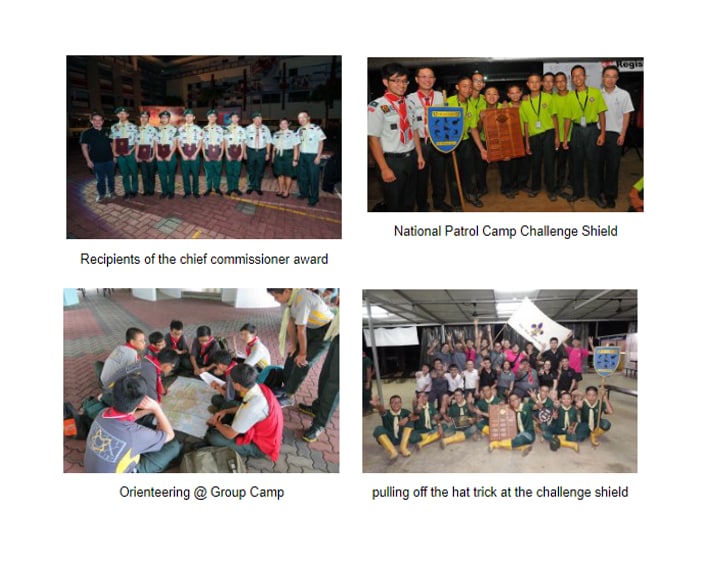 Regis
Recipients of the chief commissioner award
National Patrol Camp Challenge Shield
Orienteering @ Group Camp
pulling off the hat trick at the challenge shield